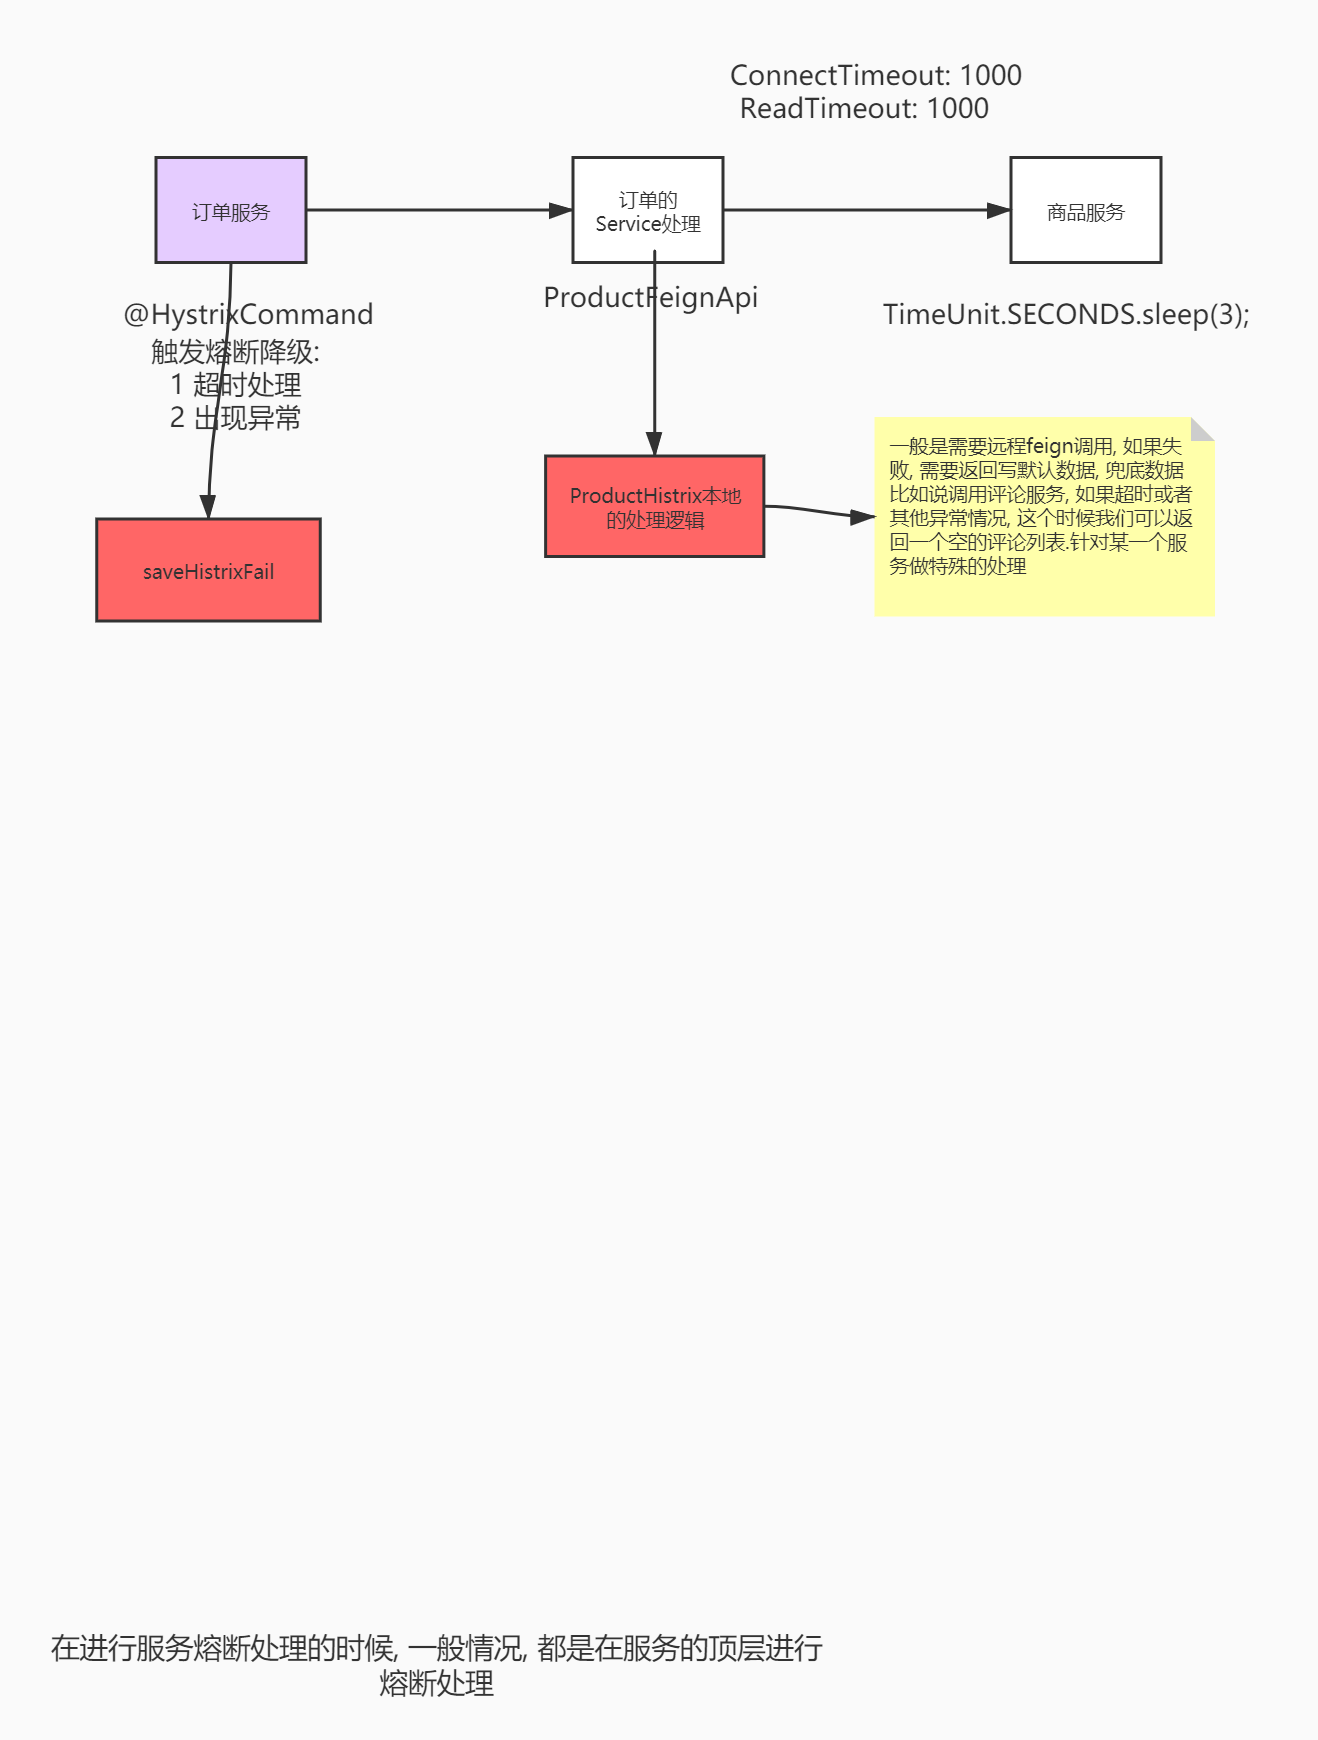 ConnectTimeout: 1000
ReadTimeout: 1000
订单服务
订单的
Service处理
商品服务
ProductFeignApi
@HystrixCommand
触发熔断降级:
1 超时处理
2 出现异常
TimeUnit.SECONDS.sleep(3);
一般是需要远程feign调用, 如果失
败, 需要返回写默认数据, 兜底数据
比如说调用评论服务, 如果超时或者
其他异常情况, 这个时候我们可以返
回一个空的评论列表.针对某一个服
务做特殊的处理
ProductHistrix本地
的处理逻辑
saveHistrixFail
在进行服务熔断处理的时候, 一般情况, 都是在服务的顶层进行
熔断处理